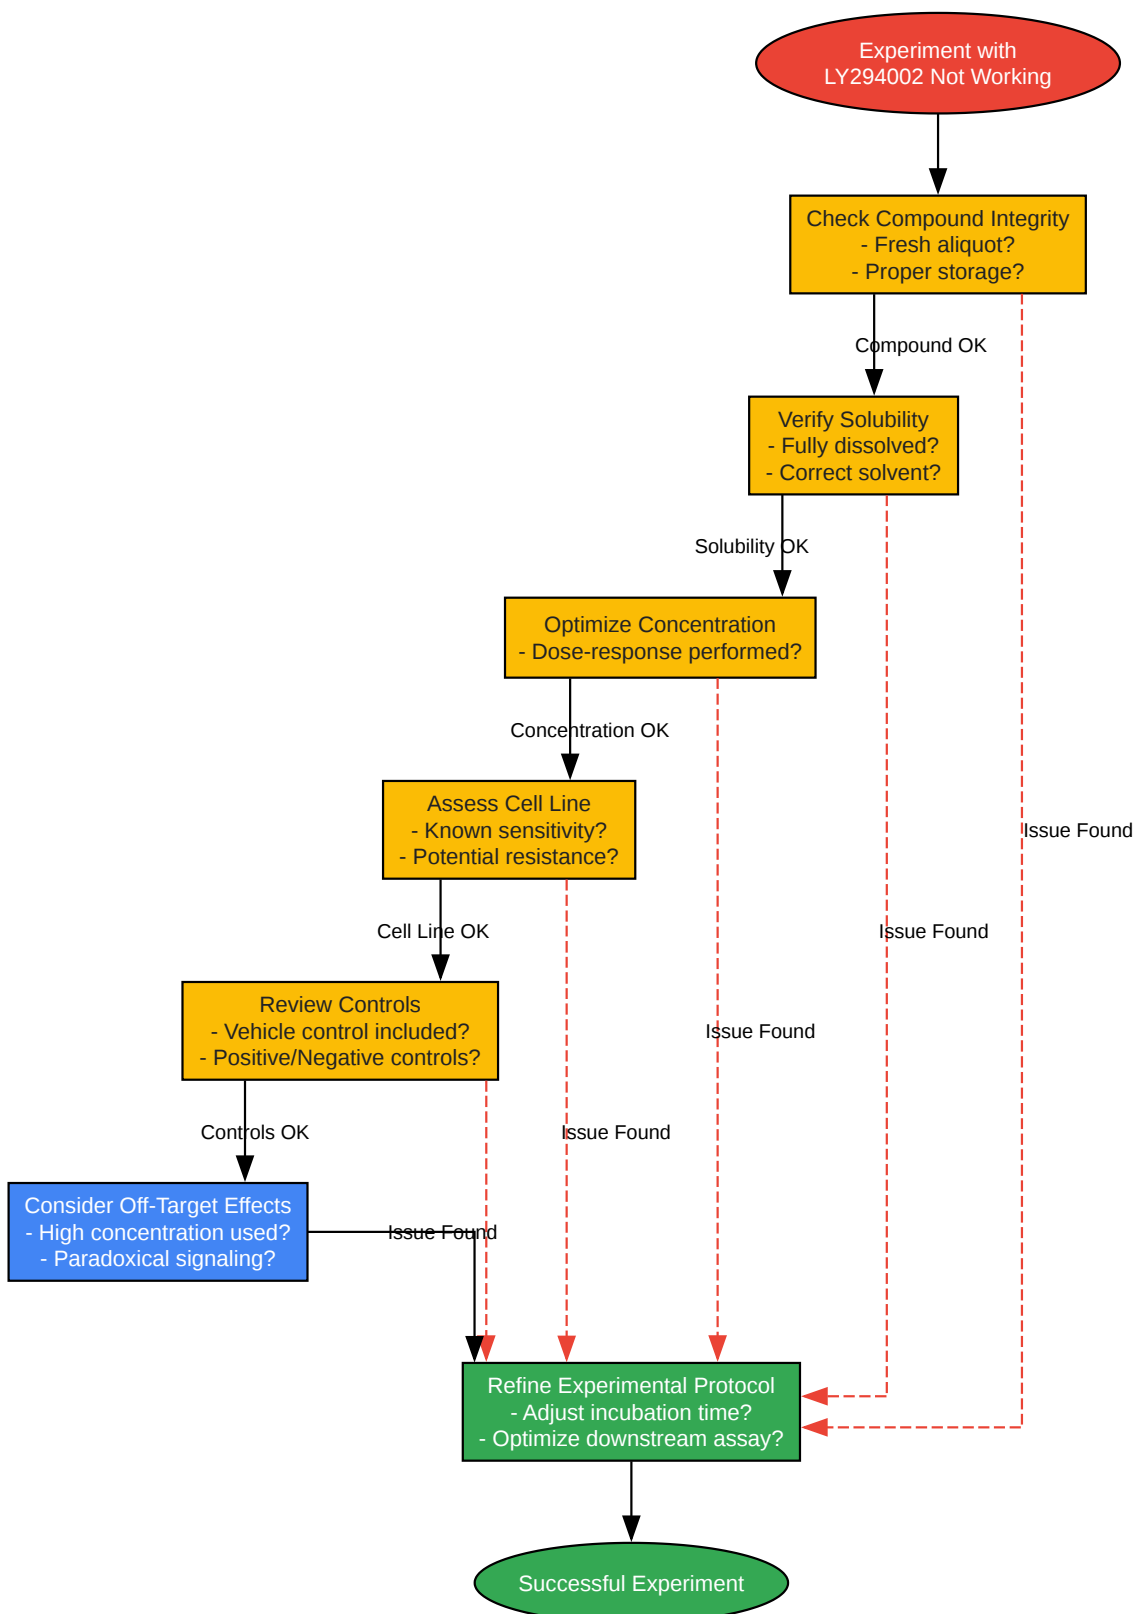 Experiment with
LY294002 Not Working
Check Compound Integrity
- Fresh aliquot?
- Proper storage?
Compound OK
Verify Solubility
- Fully dissolved?
- Correct solvent?
Solubility OK
Optimize Concentration
- Dose-response performed?
Concentration OK
Assess Cell Line
- Known sensitivity?
- Potential resistance?
Issue Found
Cell Line OK
Issue Found
Review Controls
- Vehicle control included?
- Positive/Negative controls?
Issue Found
Controls OK
Issue Found
Consider Off-Target Effects
- High concentration used?
- Paradoxical signaling?
Issue Found
Refine Experimental Protocol
- Adjust incubation time?
- Optimize downstream assay?
Successful Experiment